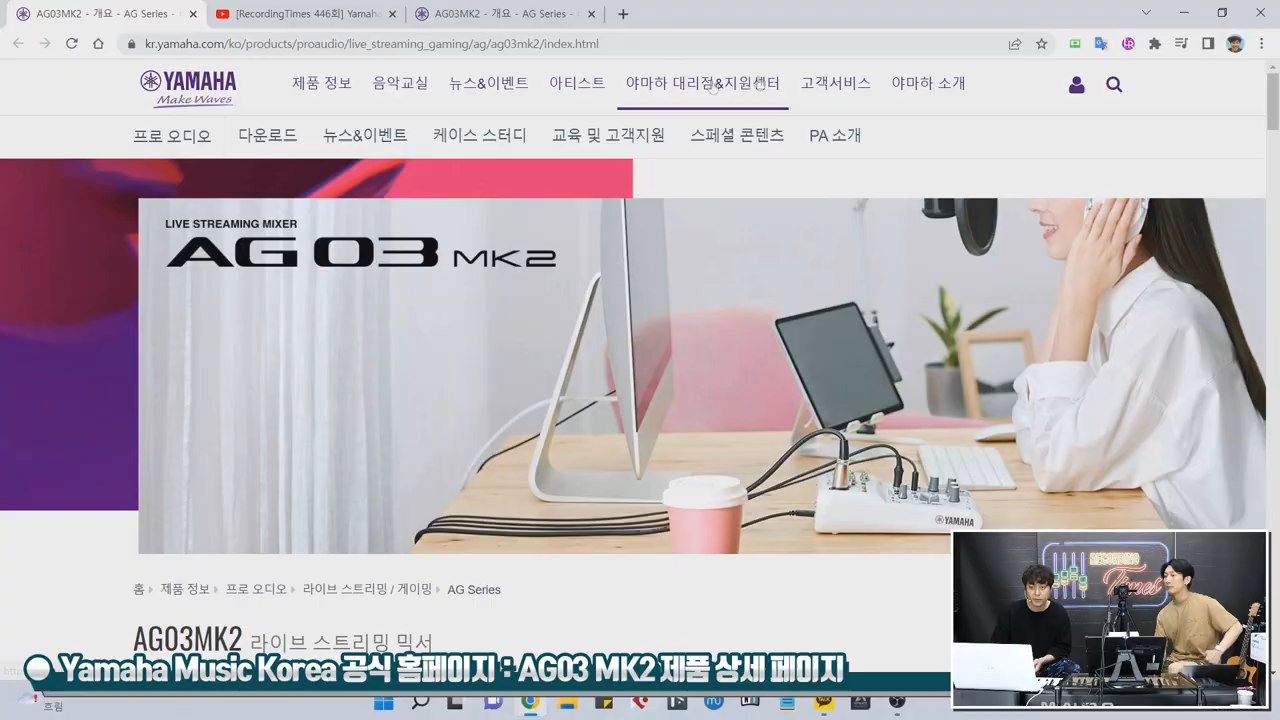 AG03MK2 - 개요 - AG Series -
[RecordingTimes 446회] Yamaha
AG03MK2 - 개요 - AG Series -
kr.yamaha.com/ko/products/proaudio/live_streaming_gaming/ag/ag03mk2/index.html
YAMAHA
Make Waves
제품 정보 음악교실 뉴스&이벤트 아티스트 야마하 대리점&지원센터 고객서비스 야마하 소개
프로 오디오 다운로드 뉴스&이벤트 케이스 스터디 교육 및 고객지원 스페셜 콘텐츠 PA 소개
LIVE STREAMING MIXER
AG 03 MK2
YAMAHA
홈 제품 정보 프로 오디오 라이브 스트리밍 / 게이밍 AG Series
AG03MK2 라이브 스트리밍 믹서
Yamaha Music Korea 공식 홈페이지 : AG03 MK2 제품 상세 페이지
흐림
RECORDING
Times